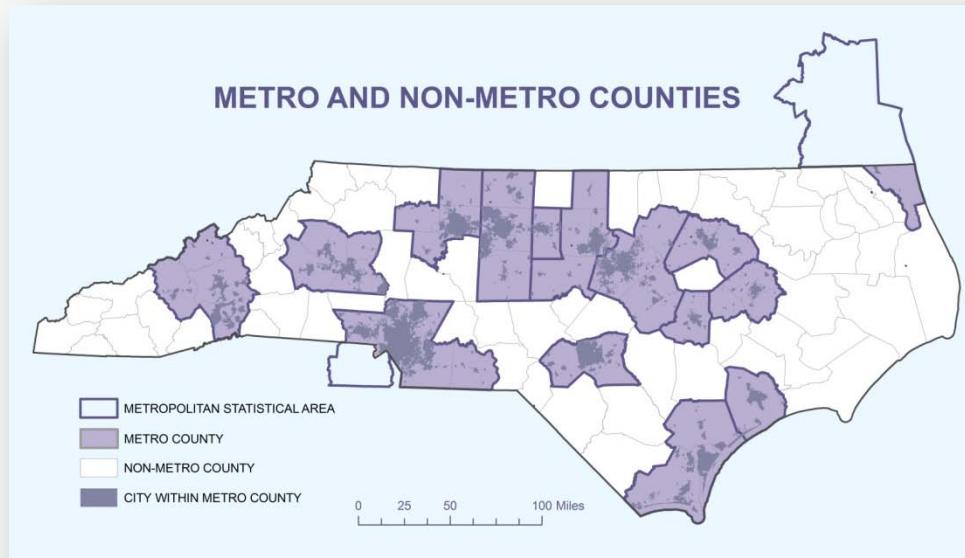 METRO AND NON-METRO COUNTIES
METROPOLITAN STATISTICAL AREA
METRO COUNTY
NON-METRO COUNTY
CITY WITHIN METRO COUNTY
0 25 50 100 Miles